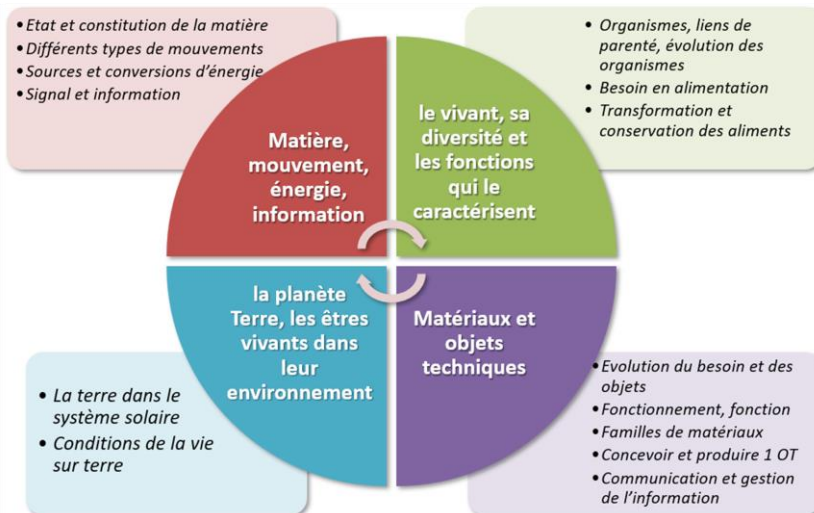 • Etat et constitution de la matière
• Différents types de mouvements
• Sources et conversions d'énergie
• Signal et information
Matière,
mouvement,
énergie,
information
• Organismes, liens de
parenté, évolution des
organismes
• Besoin en alimentation
• Transformation et
conservation des aliments
le vivant, sa
diversité et
les fonctions
qui le
caractérisent
la planète
Terre, les êtres
vivants dans
leur
environnement
• La terre dans le
système solaire
• Conditions de la vie
sur terre
Matériaux et
objets
techniques
• Evolution du besoin et des
objets
• Fonctionnement, fonction
• Familles de matériaux
• Concevoir et produire 1 OT
• Communication et gestion
de l'information